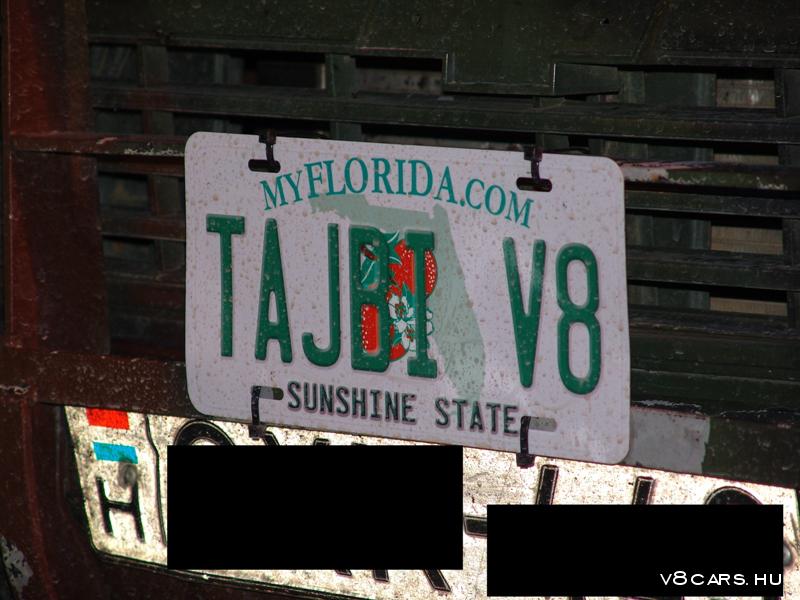 MYFLORIDA.COM
TAJBI V8
SUNSHINE STATE
H
V8CARS.HU